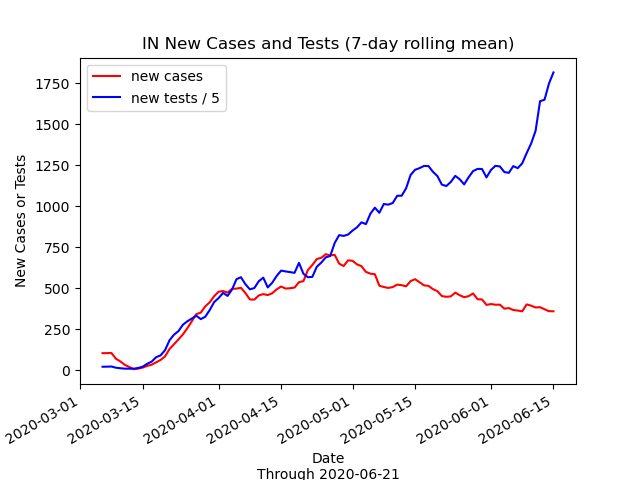 IN New Cases and Tests (7-day rolling mean)
new cases
new tests / 5
New Cases or Tests
1750
1500
1250
1000
750
500
250
0
2020-03-01
2020-03-15
2020-04-01
2020-04-15
2020-05-01
2020-05-15
2020-06-01
2020-06-15
Date
Through 2020-06-21